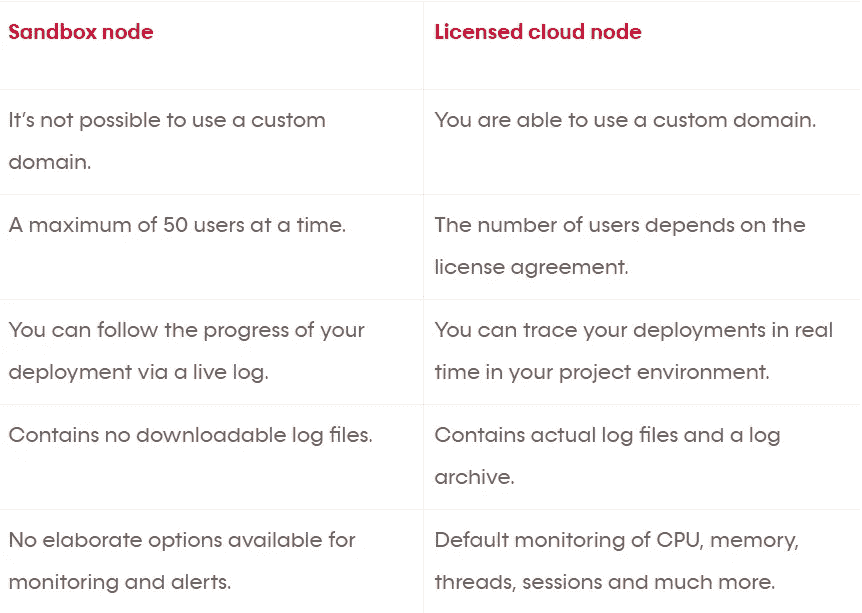 Sandbox node
Licensed cloud node
It's not possible to use a custom
domain.
You are able to use a custom domain.
A maximum of 50 users at a time.
The number of users depends on the
license agreement.
You can follow the progress of your
deployment via a live log.
You can trace your deployments in real
time in your project environment.
Contains no downloadable log files.
Contains actual log files and a log
archive.
No elaborate options available for
monitoring and alerts.
Default monitoring of CPU, memory,
threads, sessions and much more.